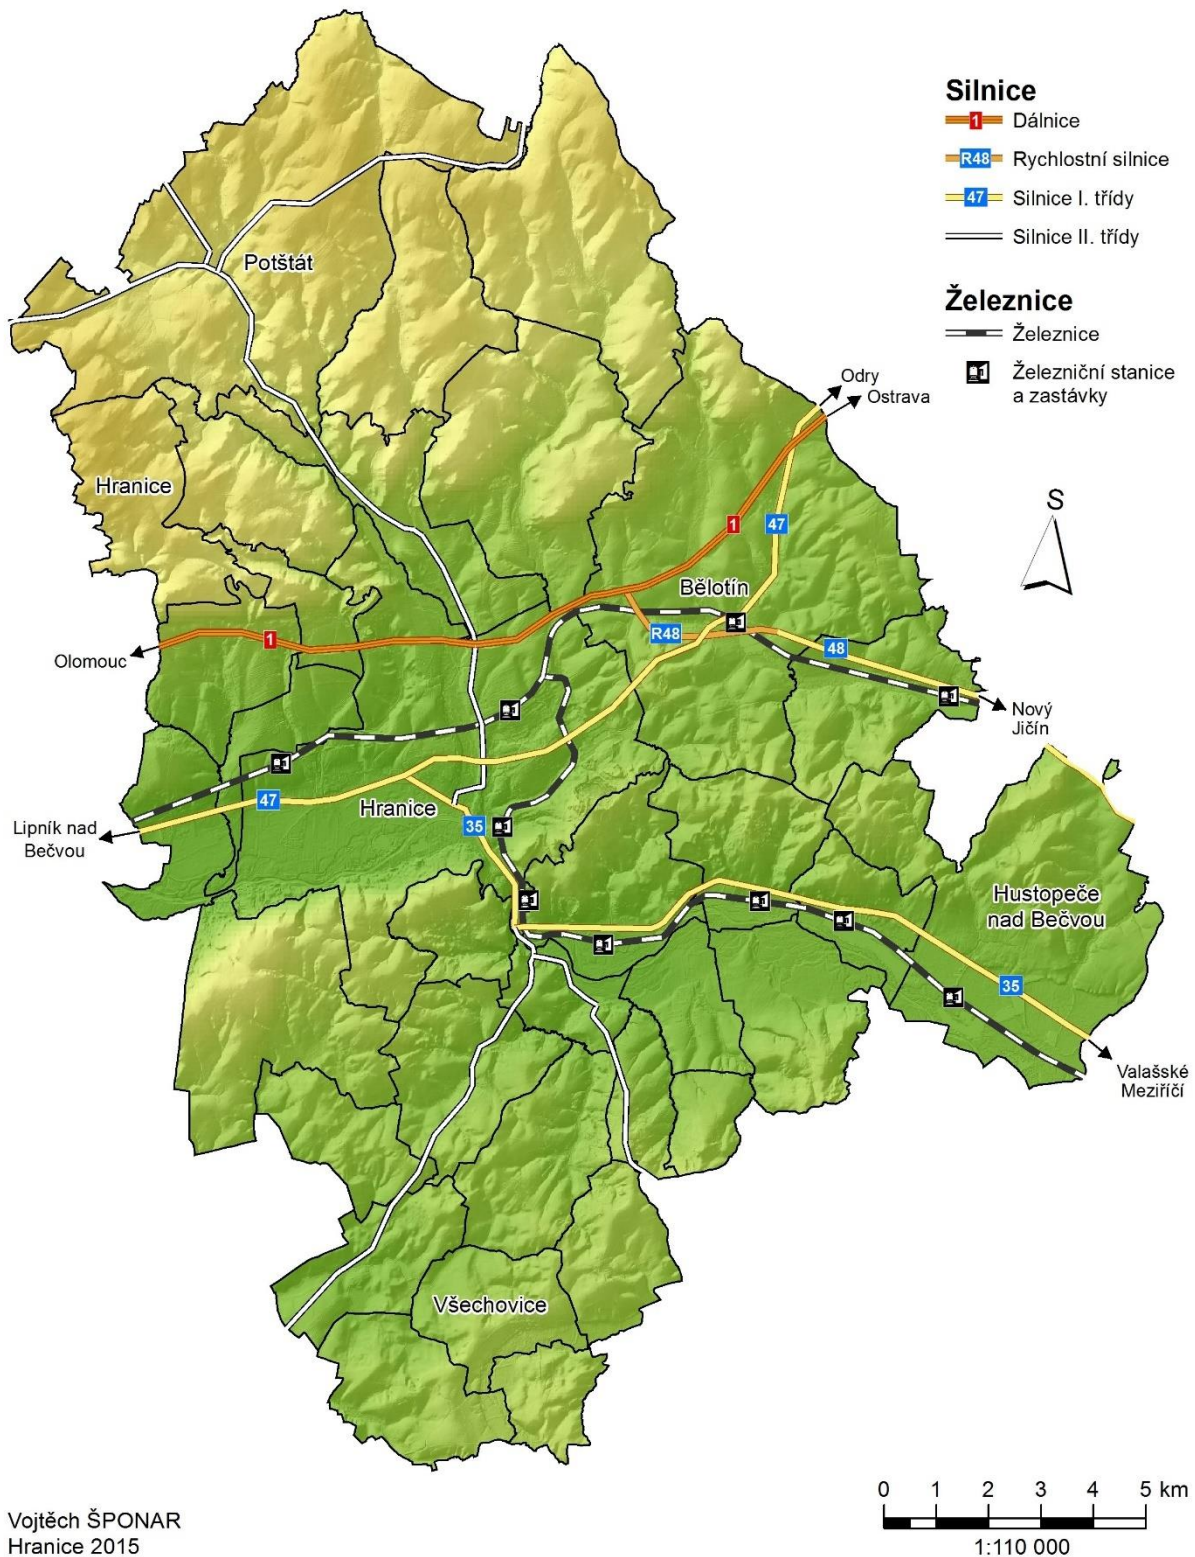 Silnice
1 Dálnice
R48 Rychlostní silnice
47 Silnice I. třídy
Silnice II. třídy
Železnice
Železnice
Železniční stanice
a zastávky
Potštát
Odry
Ostrava
Hranice
S
1
47
Bělotín
R48
1
48
Olomouc
Nový
Jičín
47
Hranice
35
Lipník nad
Bečvou
Hustopeče
nad Bečvou
35
Valašské
Meziříčí
Všechovice
0 1 2 3 4 5 km
1:110 000
Vojtěch ŠPONAR
Hranice 2015